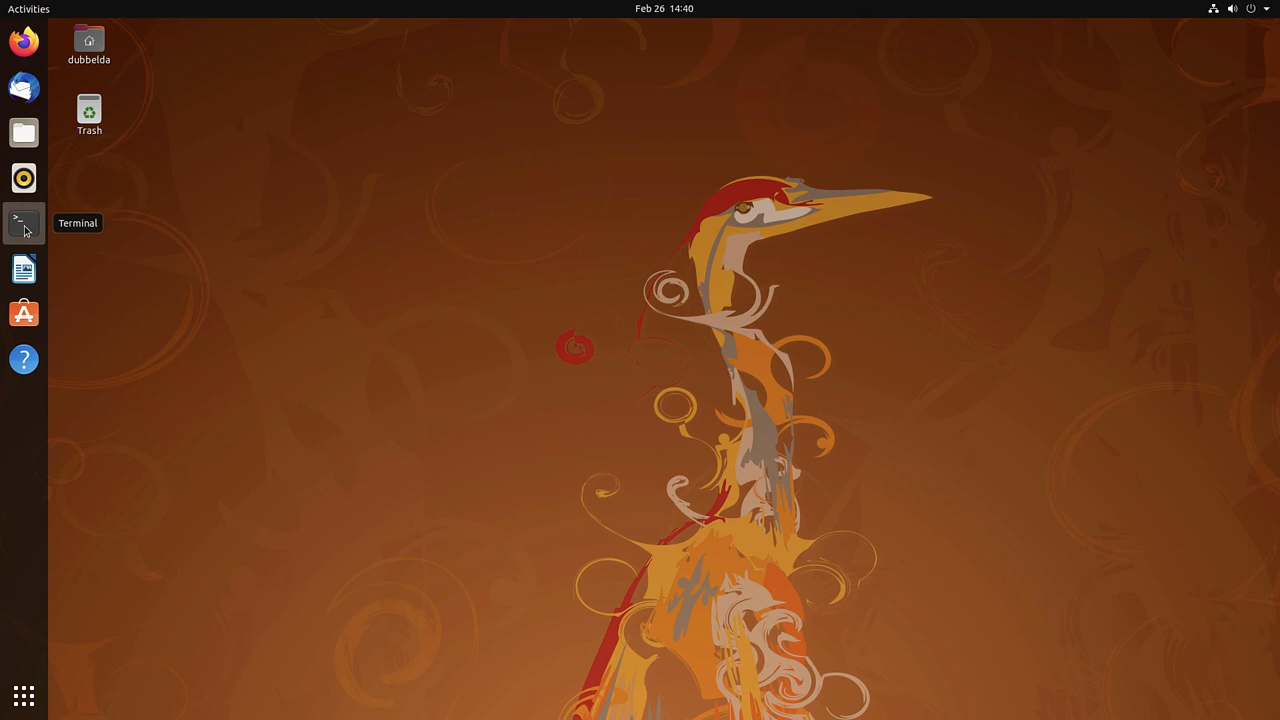 Activities
Feb 26 14:40
dubbelda
Trash
>_
Terminal
?